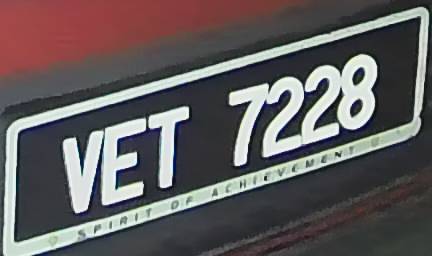 VET 7228
SPIRIT OF ACHIEVEMENT